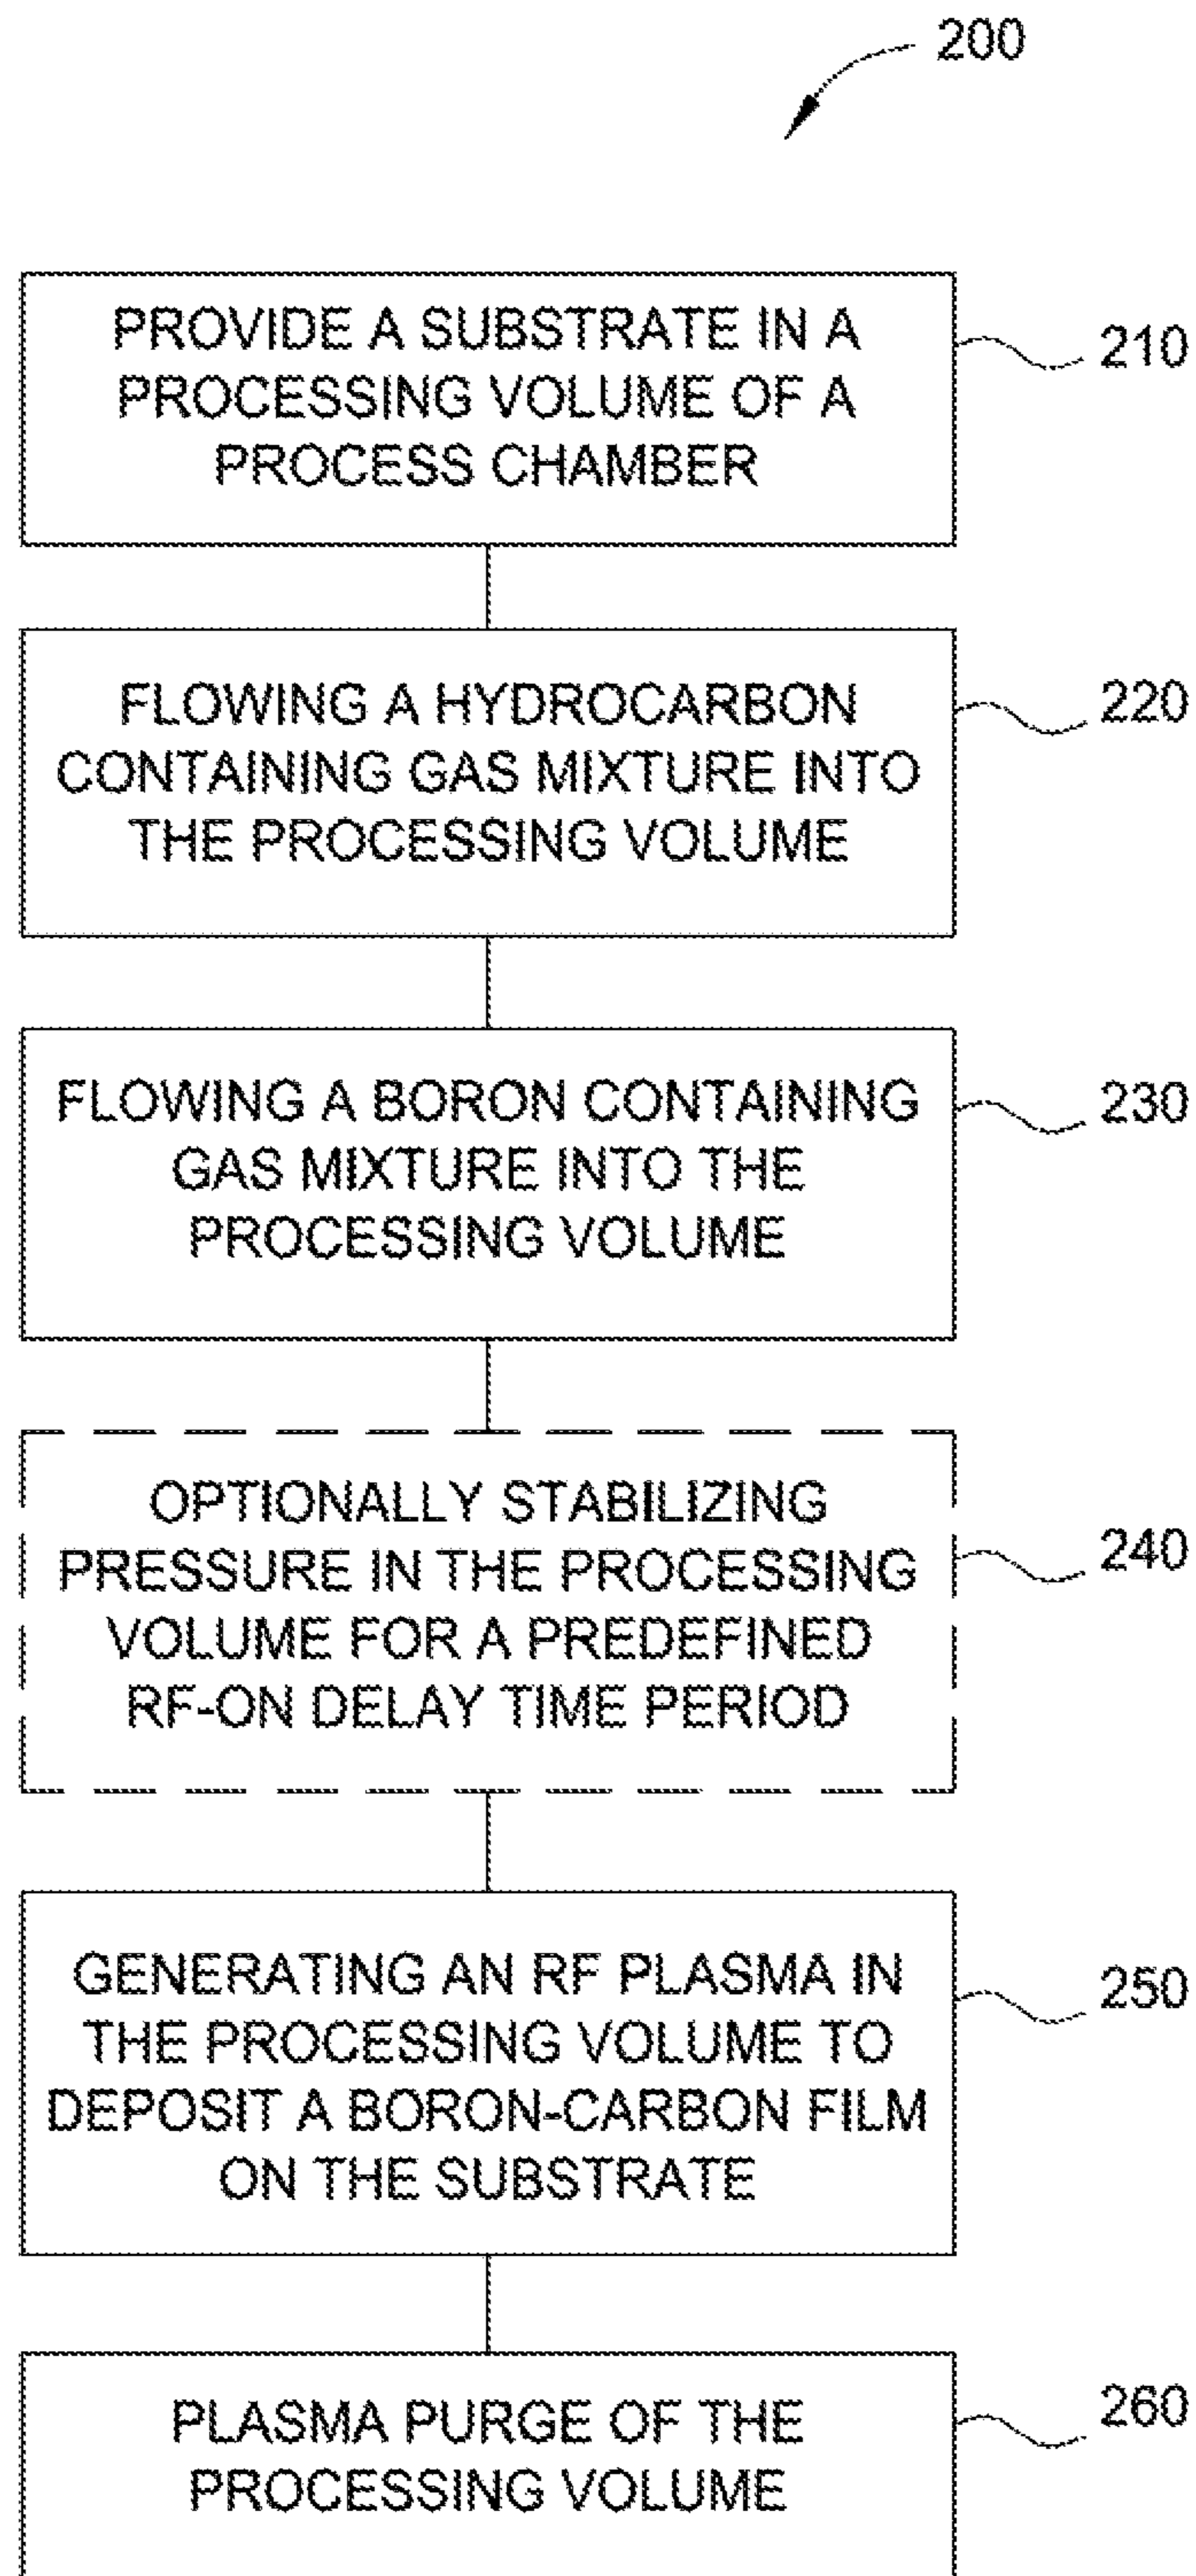 200
PROVIDE A SUBSTRATE IN A
PROCESSING VOLUME OF A
PROCESS CHAMBER
210
FLOWING A HYDROCARBON
CONTAINING GAS MIXTURE INTO
THE PROCESSING VOLUME
220
FLOWING A BORON CONTAINING
GAS MIXTURE INTO THE
PROCESSING VOLUME
230
OPTIONALLY STABILIZING
PRESSURE IN THE PROCESSING
VOLUME FOR A PREDEFINED
RF-ON DELAY TIME PERIOD
240
GENERATING AN RF PLASMA IN
THE PROCESSING VOLUME TO
DEPOSIT A BORON-CARBON FILM
ON THE SUBSTRATE
250
PLASMA PURGE OF THE
PROCESSING VOLUME
260